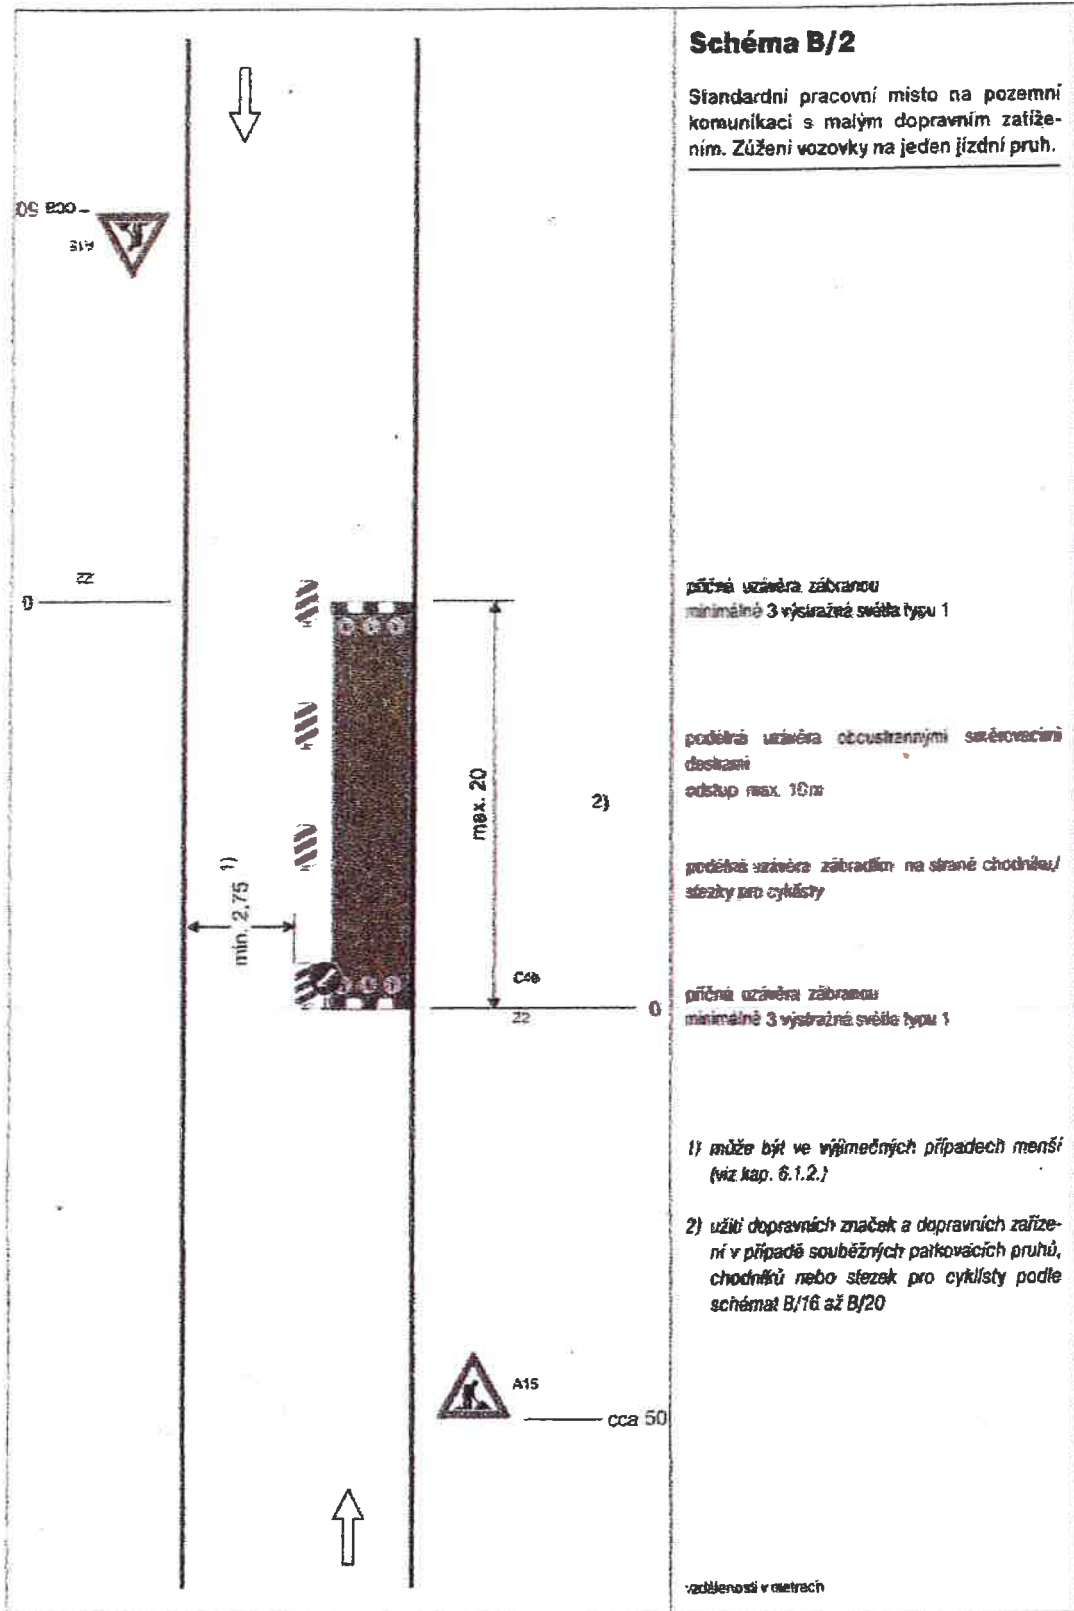 Schéma B/2
Standardní pracovní místo na pozemní
komunikaci s malým dopravním zatíže-
ním. Zúžení vozovky na jeden jízdní pruh.
cca 50
A15
Z2
0
příčná uzávěra zábranou
minimálně 3 výstražná světla typu 1
podélná uzávěra oboustrannými směrovacími
deskami
odstup max. 10m
max. 20
2)
podélná uzávěra zábradlím na straně chodníku/
stezky pro cyklisty
min. 2,75 1)
C4b
Z2
0
příčná uzávěra zábranou
minimálně 3 výstražná světla typu 1
1) může být ve výjimečných případech menší
(viz kap. 6.1.2.)
2) užití dopravních značek a dopravních zaříze-
ní v případě souběžných parkovacích pruhů,
chodníků nebo stezek pro cyklisty podle
schémat B/16 až B/20
A15
cca 50
vzdálenosti v metrech